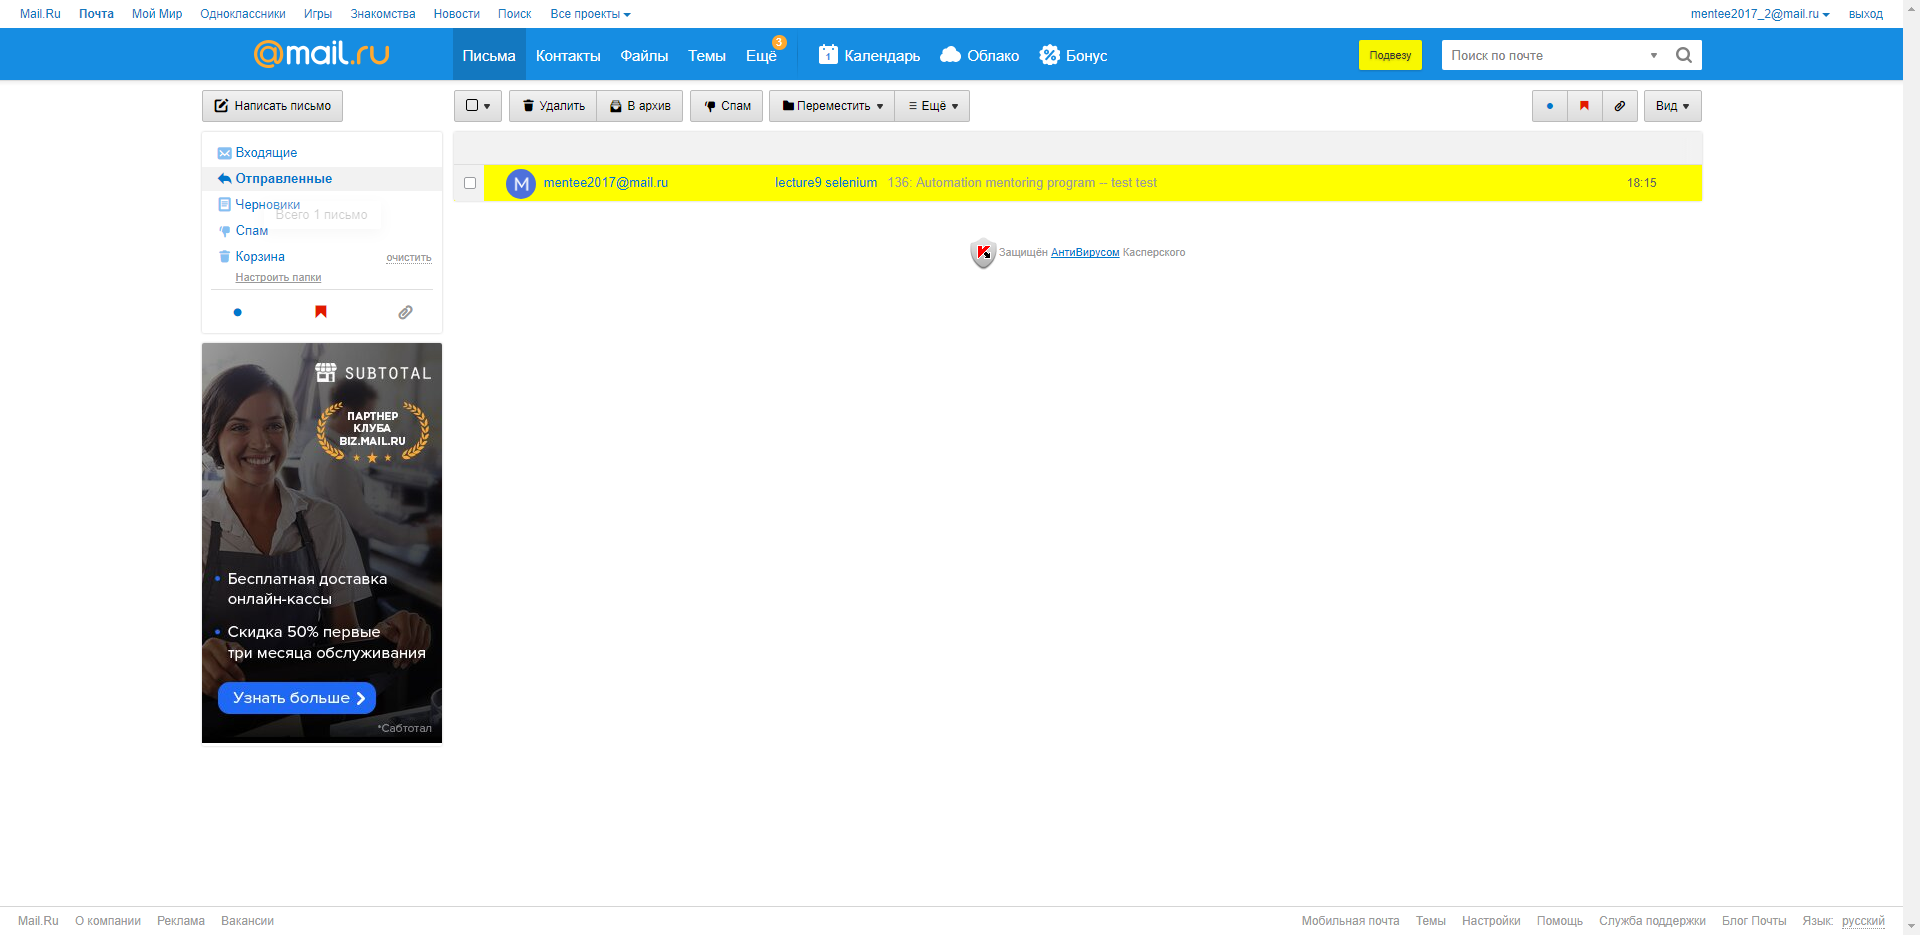 Mail.Ru Почта Мой Мир Одноклассники Игры Знакомства Новости Поиск Все проекты mentee2017_2@mail.ru выход
@mail.ru Письма Контакты Файлы Темы Ещё 3 1 Календарь Облако Бонус Подвезу Поиск по почте
Написать письмо Удалить В архив Спам Переместить Ещё Вид
Входящие
Отправленные
M mentee2017@mail.ru lecture9 selenium 136: Automation mentoring program -- test test 18:15
Черновики
Всего 1 письмо
Спам
Корзина очистить
Настроить папки
Защищён АнтиВирусом Касперского
SUBTOTAL
ПАРТНЕР
КЛУБА
BIZ.MAIL.RU
• Бесплатная доставка
онлайн-кассы
• Скидка 50% первые
три месяца обслуживания
Узнать больше
*Сабтотал
Mail.Ru О компании Реклама Вакансии Мобильная почта Темы Настройки Помощь Служба поддержки Блог Почты Язык: русский